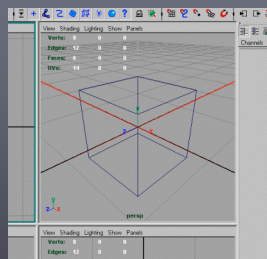 Channels
View Shading Lighting Show Panels
Verts: 8 0 0
Edges: 12 0 0
Faces: 6 0 0
UVs: 14 0 0
y
z x
y
z x
persp
View Shading Lighting Show Panels
Verts: 8 0 0
Edges: 12 0 0